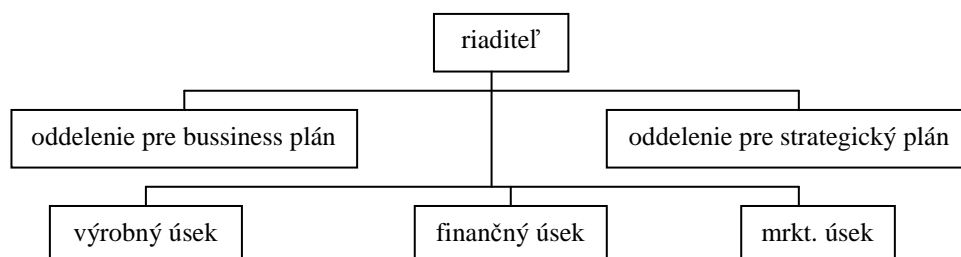 riaditeľ
oddelenie pre bussiness plán
oddelenie pre strategický plán
výrobný úsek
finančný úsek
mrkt. úsek